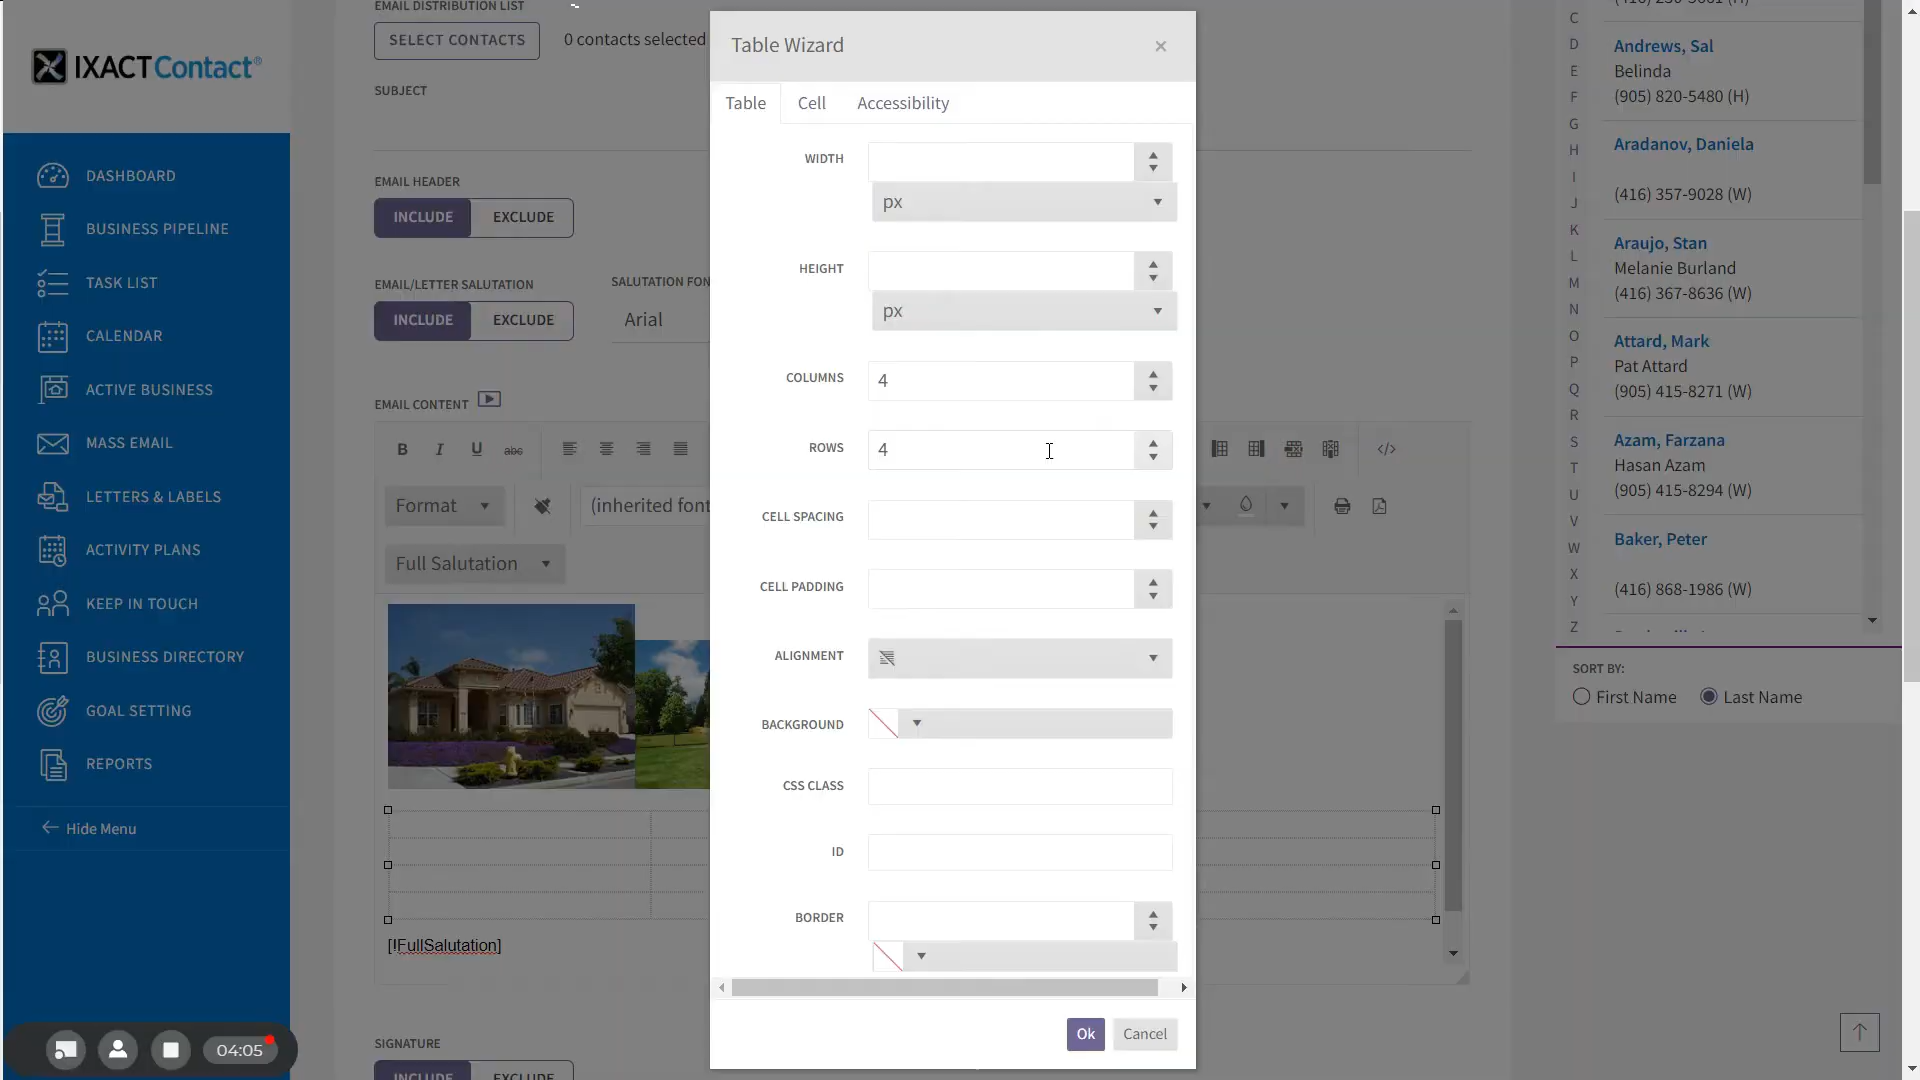 IXACTContact®
DASHBOARD
BUSINESS PIPELINE
TASK LIST
CALENDAR
ACTIVE BUSINESS
MASS EMAIL
LETTERS & LABELS
ACTIVITY PLANS
KEEP IN TOUCH
BUSINESS DIRECTORY
GOAL SETTING
REPORTS
Hide Menu
04:05
EMAIL DISTRIBUTION LIST
SELECT CONTACTS 0 contacts selected
SUBJECT
EMAIL HEADER
INCLUDE EXCLUDE
EMAIL/LETTER SALUTATION SALUTATION FON
INCLUDE EXCLUDE Arial
EMAIL CONTENT
B I U abc
Format (inherited font
Full Salutation
[!FullSalutation]
SIGNATURE
INCLUDE EXCLUDE
Table Wizard ×
Table Cell Accessibility
WIDTH
px
HEIGHT
px
COLUMNS 4
ROWS 4
CELL SPACING
CELL PADDING
ALIGNMENT
BACKGROUND
CSS CLASS
ID
BORDER
Ok Cancel
</>
C
D
E
F
G
H
I
J
K
L
M
N
O
P
Q
R
S
T
U
V
W
X
Y
Z
Andrews, Sal
Belinda
(905) 820-5480 (H)
Aradanov, Daniela
(416) 357-9028 (W)
Araujo, Stan
Melanie Burland
(416) 367-8636 (W)
Attard, Mark
Pat Attard
(905) 415-8271 (W)
Azam, Farzana
Hasan Azam
(905) 415-8294 (W)
Baker, Peter
(416) 868-1986 (W)
SORT BY:
First Name Last Name